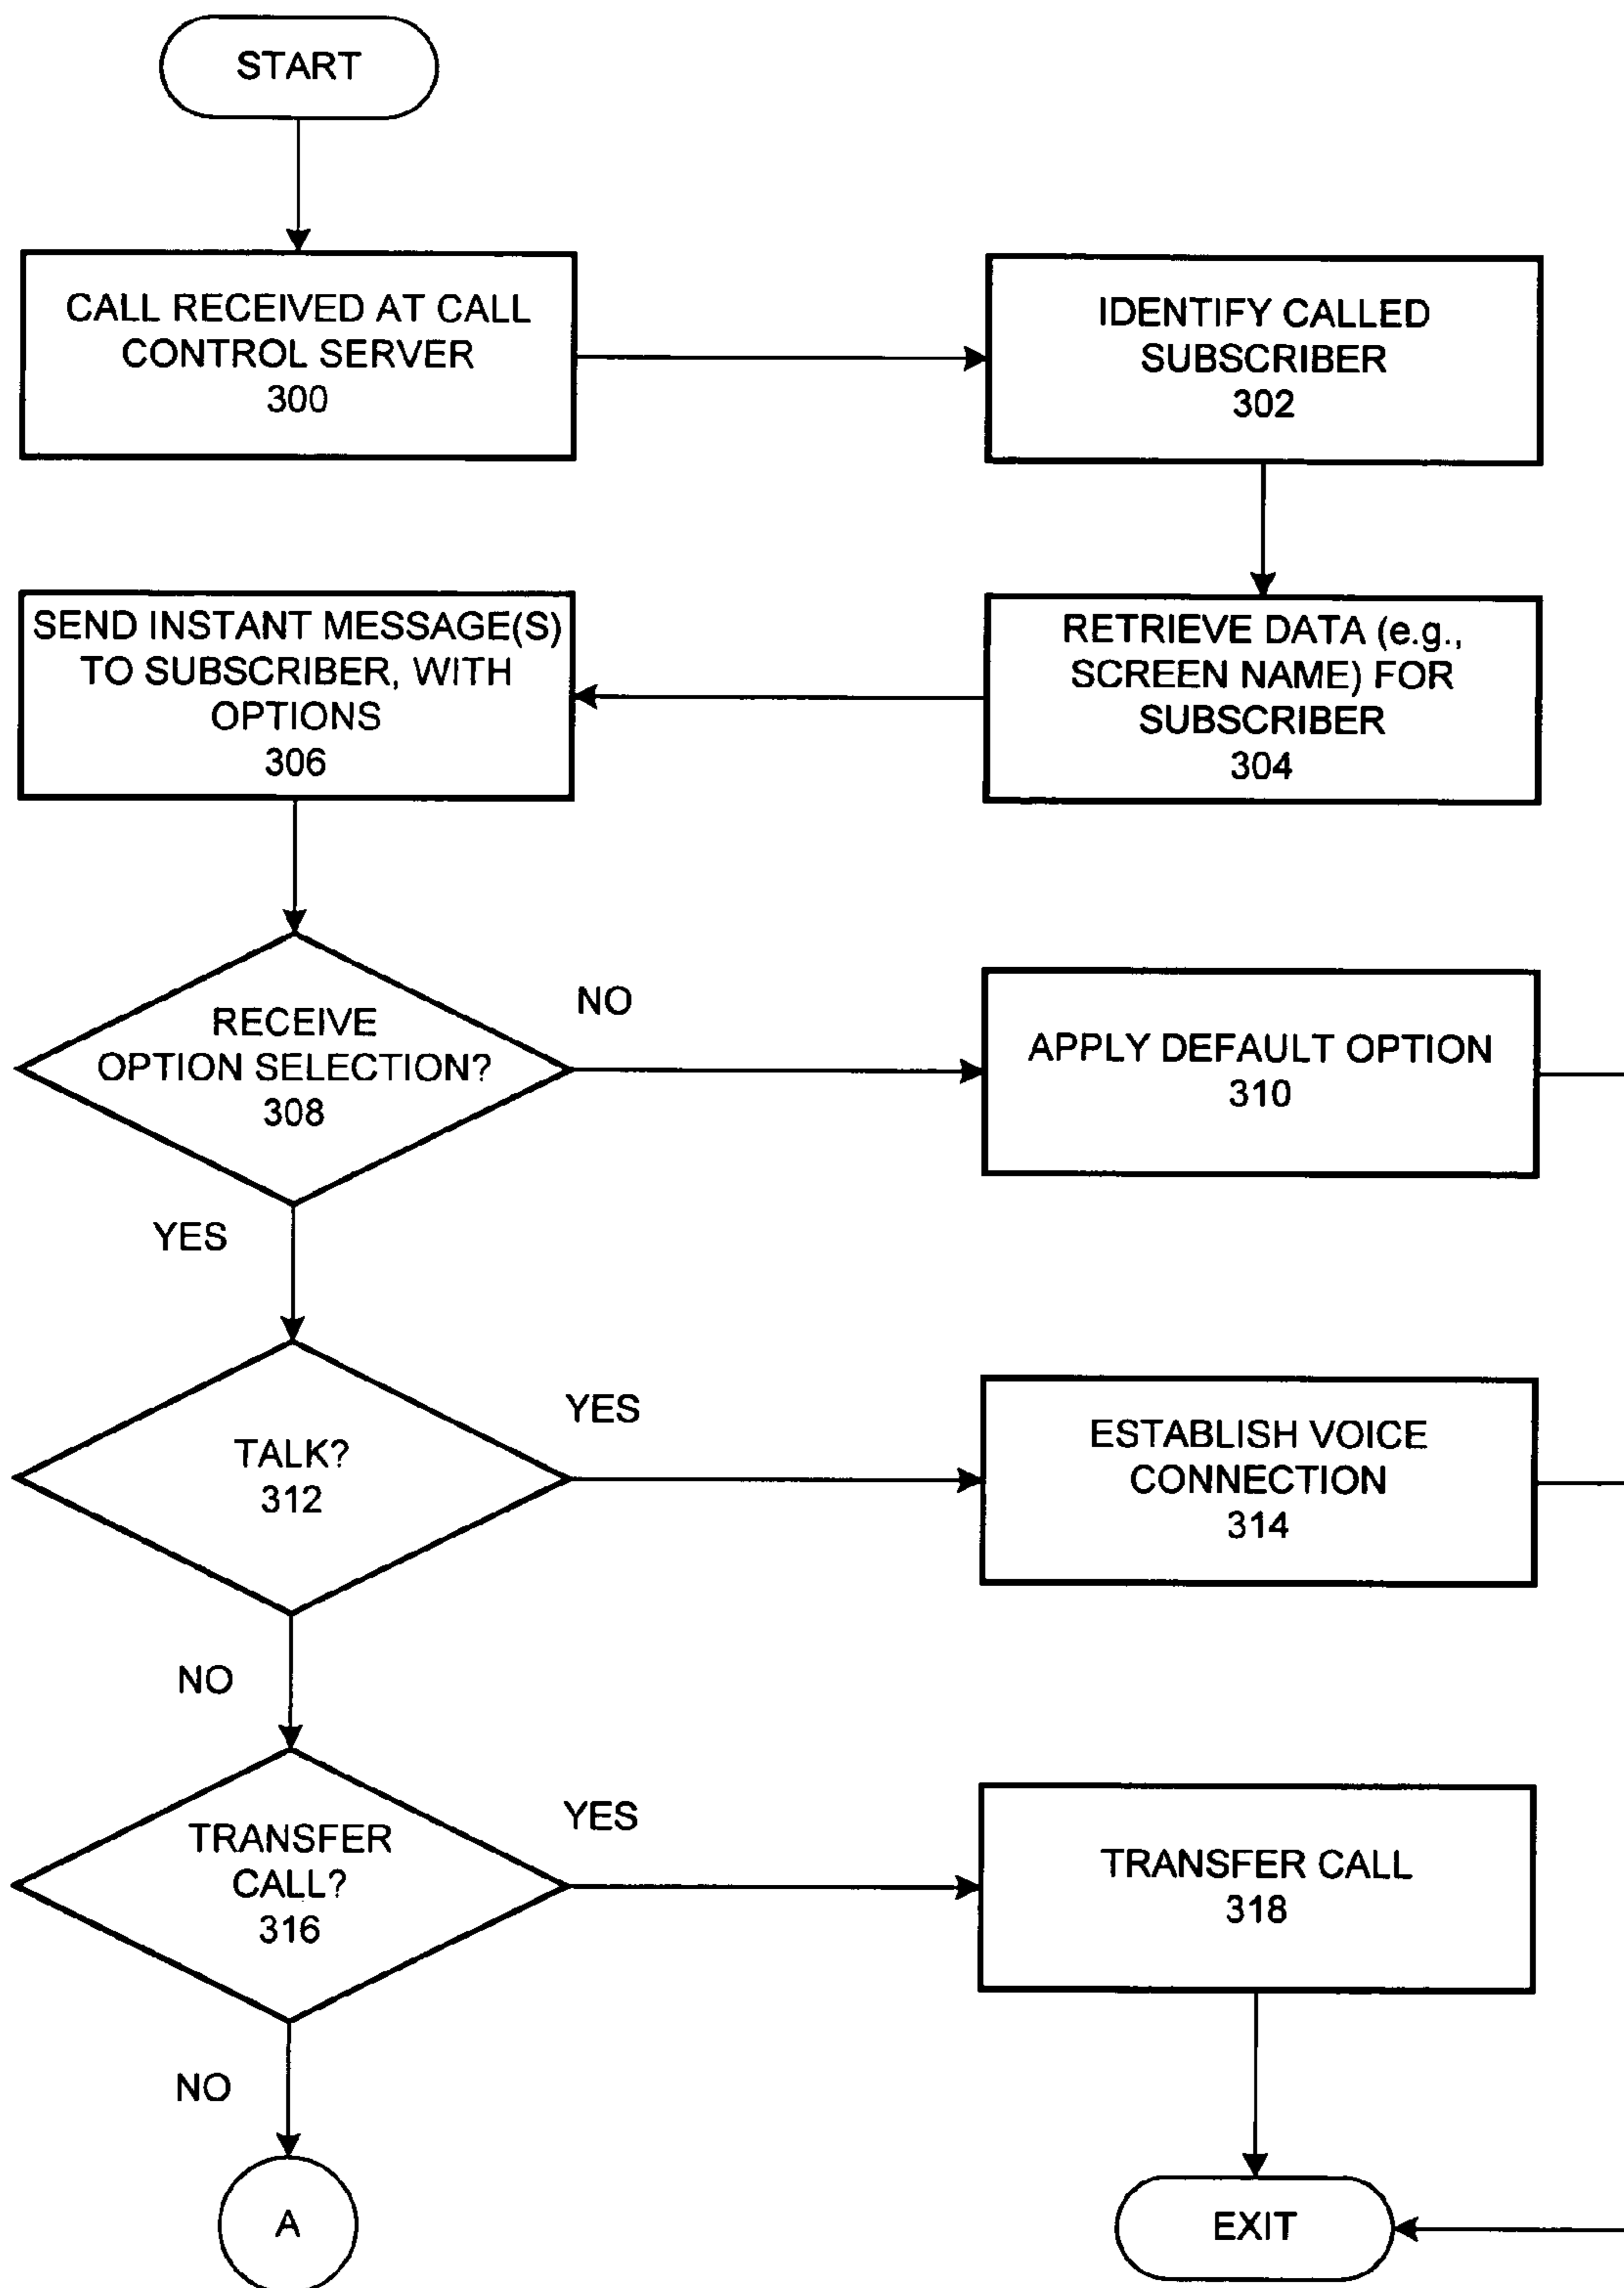 START
CALL RECEIVED AT CALL
CONTROL SERVER
300
IDENTIFY CALLED
SUBSCRIBER
302
RETRIEVE DATA (e.g.,
SCREEN NAME) FOR
SUBSCRIBER
304
SEND INSTANT MESSAGE(S)
TO SUBSCRIBER, WITH
OPTIONS
306
RECEIVE
OPTION SELECTION?
308
NO
APPLY DEFAULT OPTION
310
YES
TALK?
312
YES
ESTABLISH VOICE
CONNECTION
314
NO
TRANSFER
CALL?
316
YES
TRANSFER CALL
318
NO
A
EXIT